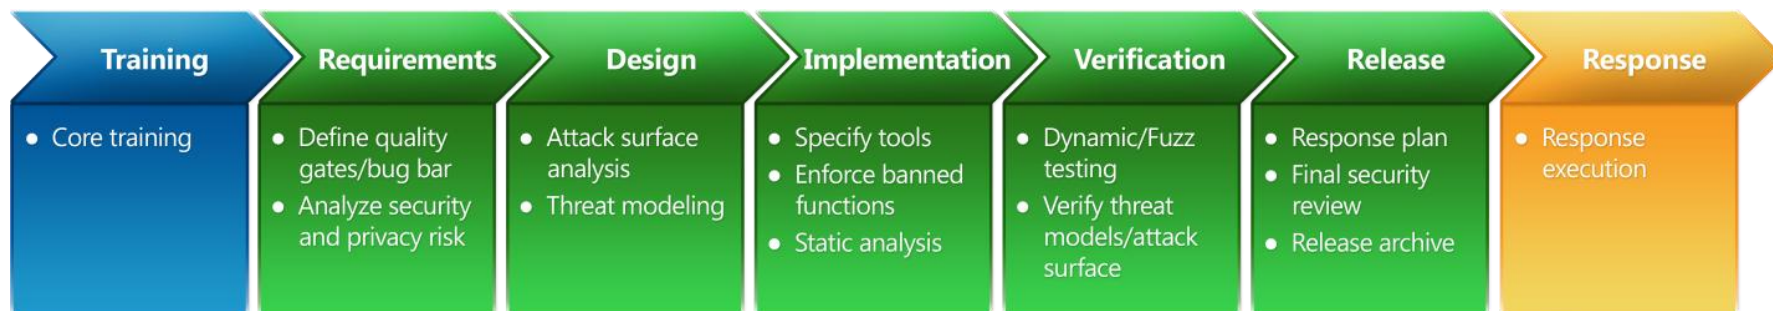 Training
● Core training
Requirements
● Define quality
gates/bug bar
● Analyze security
and privacy risk
Design
● Attack surface
analysis
● Threat modeling
Implementation
● Specify tools
● Enforce banned
functions
● Static analysis
Verification
● Dynamic/Fuzz
testing
● Verify threat
models/attack
surface
Release
● Response plan
● Final security
review
● Release archive
Response
● Response
execution